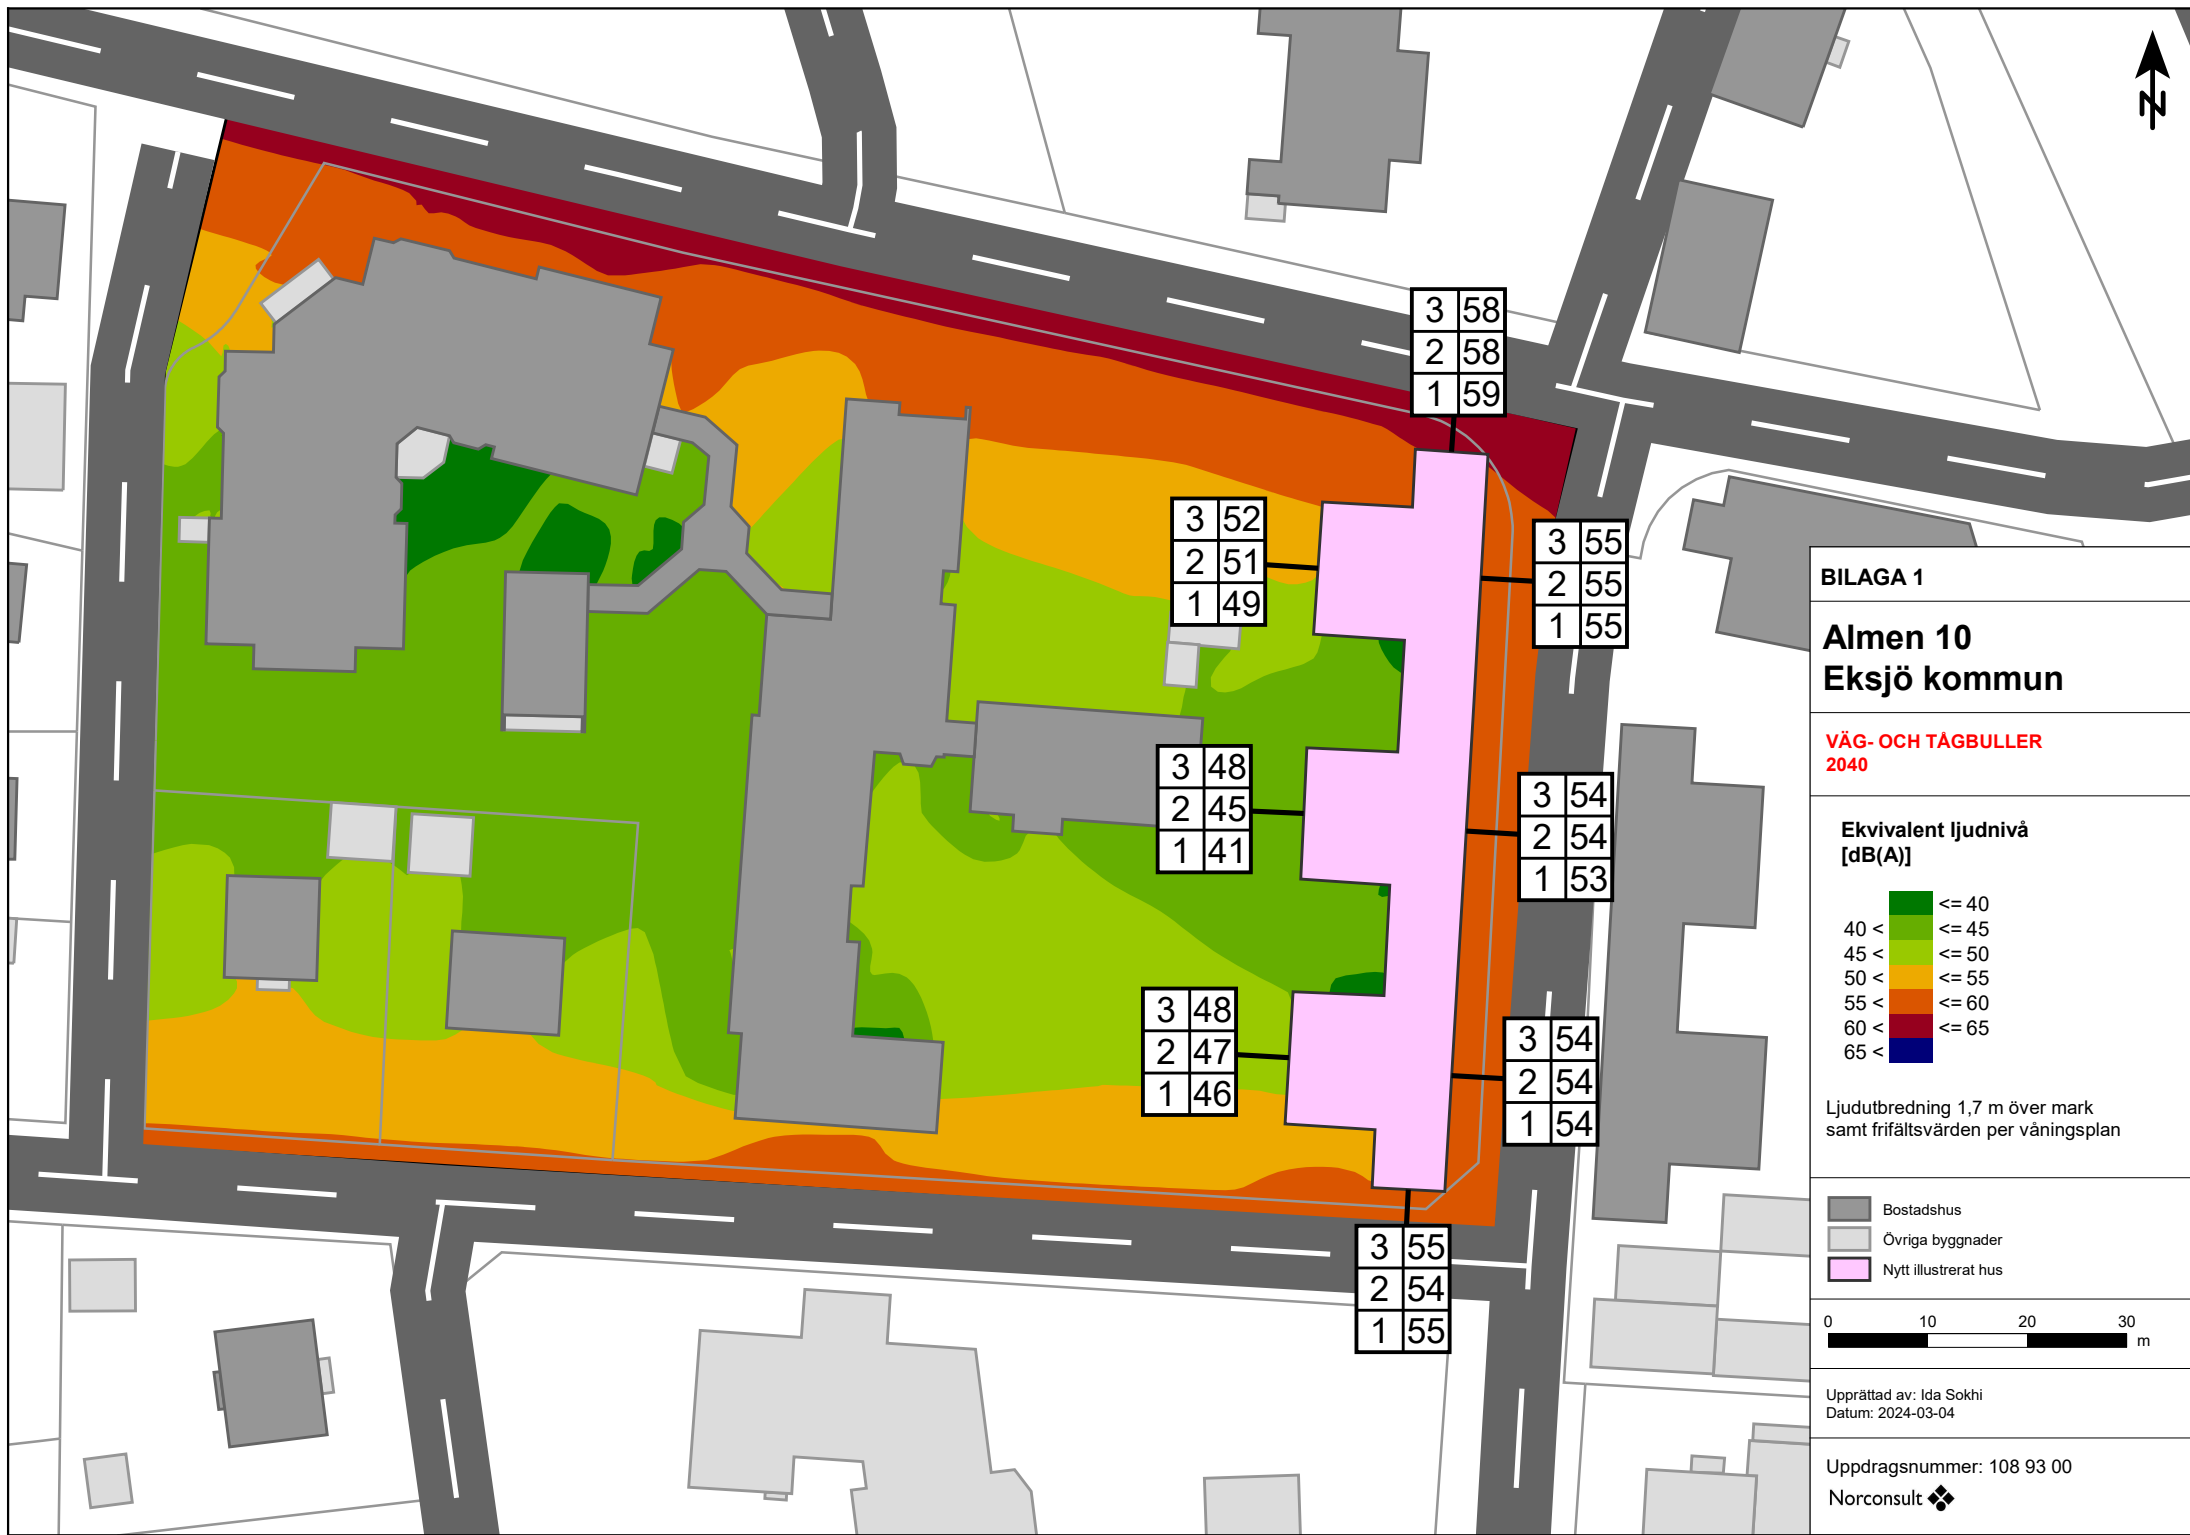 3 58
2 58
1 59
3 52
2 51
1 49
3 55
2 55
1 55
3 48
2 45
1 41
3 54
2 54
1 53
3 48
2 47
1 46
3 54
2 54
1 54
3 55
2 54
1 55
N
BILAGA 1
Almen 10
Eksjö kommun
VÄG- OCH TÅGBULLER
2040
Ekvivalent ljudnivå
[dB(A)]
<= 40
40 < <= 45
45 < <= 50
50 < <= 55
55 < <= 60
60 < <= 65
65 <
Ljudutbredning 1,7 m över mark
samt frifältsvärden per våningsplan
Bostadshus
Övriga byggnader
Nytt illustrerat hus
0 10 20 30
m
Upprättad av: Ida Sokhi
Datum: 2024-03-04
Uppdragsnummer: 108 93 00
Norconsult